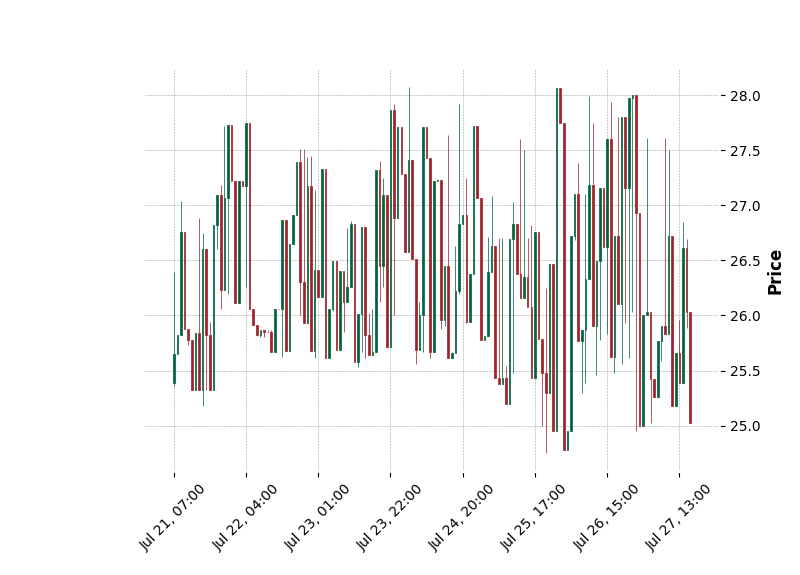 28.0
27.5
27.0
26.5
26.0
25.5
25.0
Price
Jul 21, 07:00
Jul 22, 04:00
Jul 23, 01:00
Jul 23, 22:00
Jul 24, 20:00
Jul 25, 17:00
Jul 26, 15:00
Jul 27, 13:00